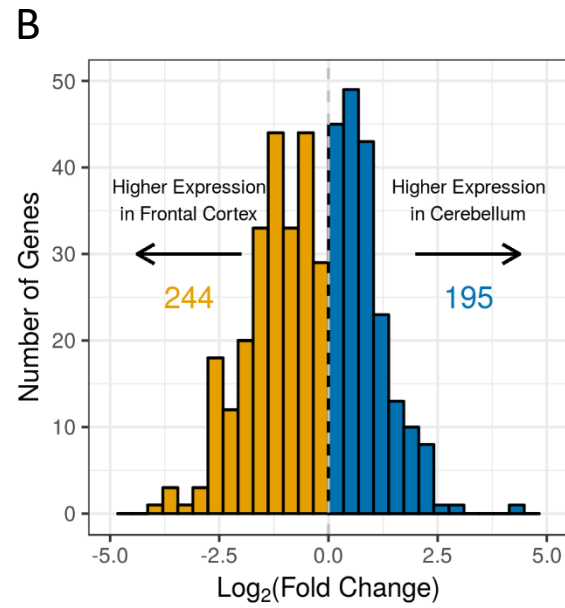 B
50
40
30
20
10
0
Number of Genes
Higher Expression
in Frontal Cortex
244
Higher Expression
in Cerebellum
195
-5.0 -2.5 0.0 2.5 5.0
Log₂(Fold Change)